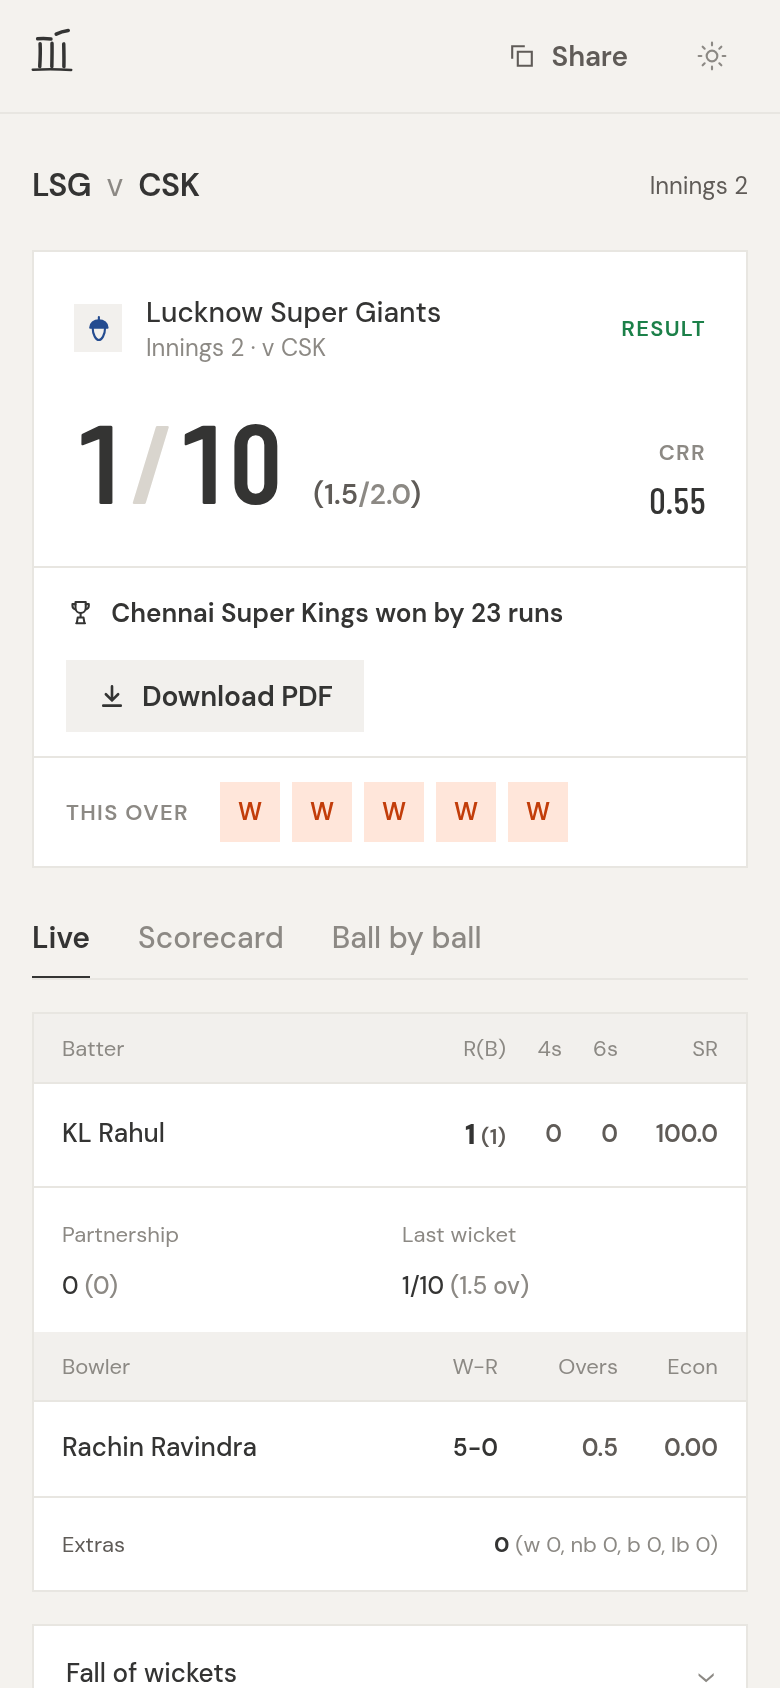 Share
LSG v CSK Innings 2
Lucknow Super Giants
Innings 2 · v CSK
RESULT
1/10 (1.5/2.0)
CRR
0.55
Chennai Super Kings won by 23 runs
Download PDF
THIS OVER W W W W W
Live Scorecard Ball by ball
Batter R(B) 4s 6s SR
KL Rahul 1 (1) 0 0 100.0
Partnership Last wicket
0 (0) 1/10 (1.5 ov)
Bowler W-R Overs Econ
Rachin Ravindra 5-0 0.5 0.00
Extras 0 (w 0, nb 0, b 0, lb 0)
Fall of wickets